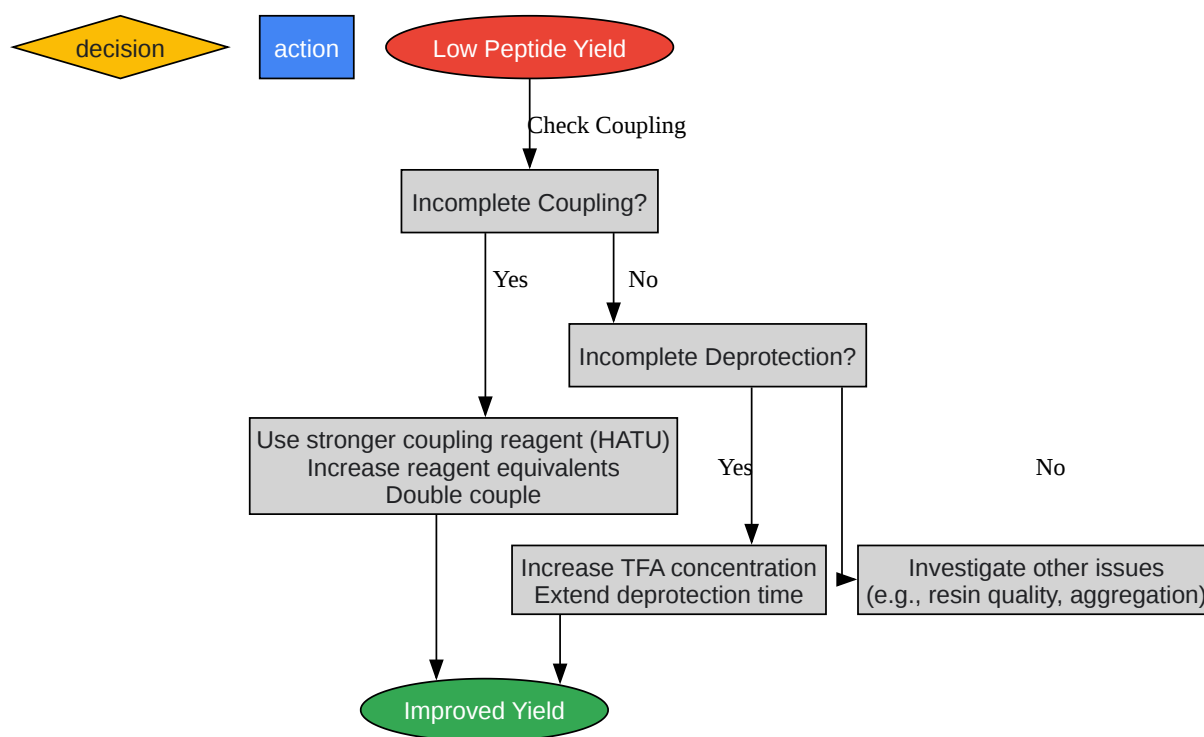 decision
action
Low Peptide Yield
Check Coupling
Incomplete Coupling?
Yes
No
Incomplete Deprotection?
Use stronger coupling reagent (HATU)
Increase reagent equivalents
Double couple
Yes
No
Increase TFA concentration
Extend deprotection time
Investigate other issues
(e.g., resin quality, aggregation)
Improved Yield